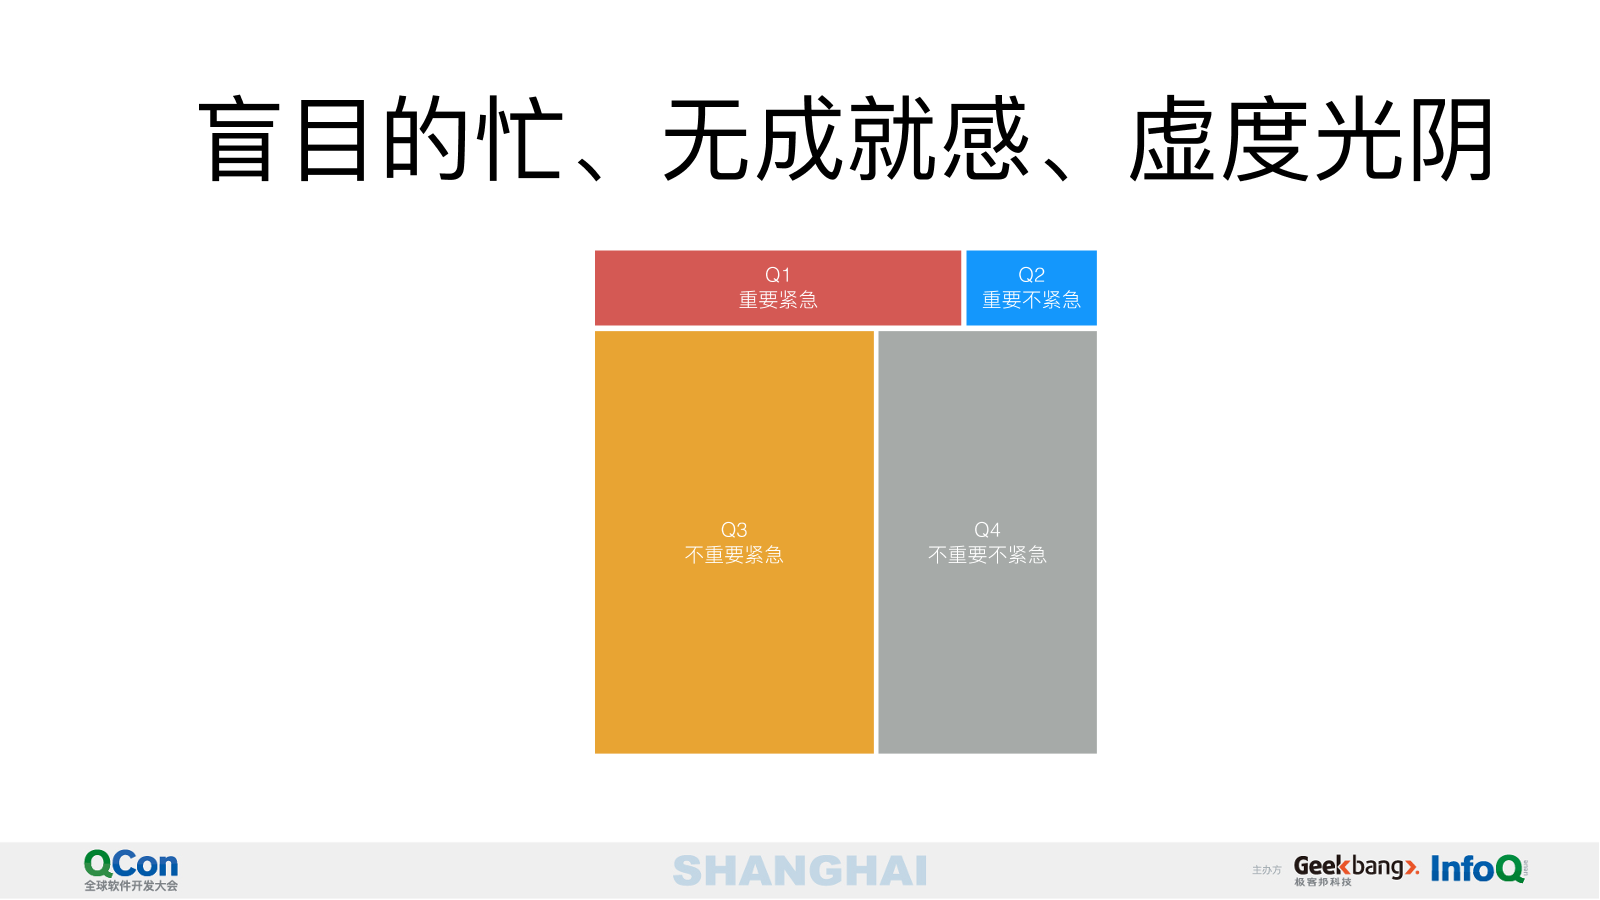 盲目的忙、无成就感、虚度光阴
Q1
重要紧急
Q2
重要不紧急
Q3
不重要紧急
Q4
不重要不紧急
QCon
全球软件开发大会
SHANGHAI
主办方
Geekbang
极客邦科技
InfoQ